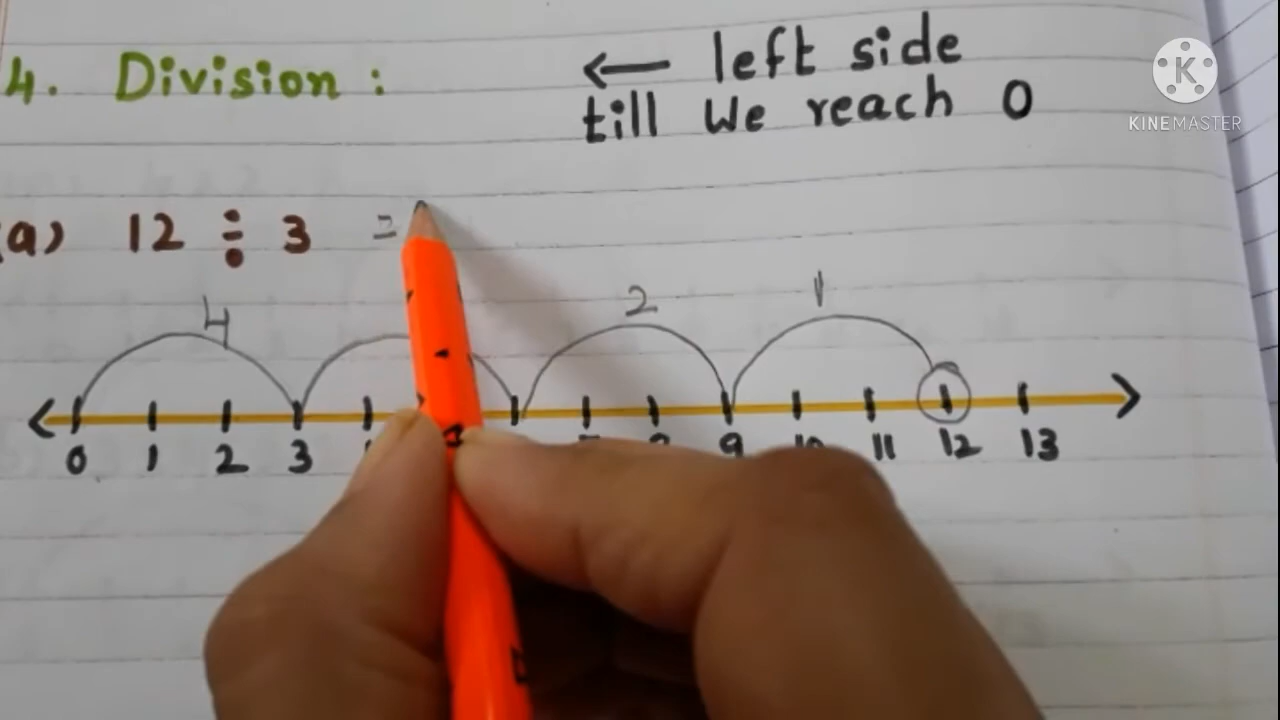 4. Division : ← left side
till We reach 0
KINEMASTER
(a) 12 ÷ 3 =
4 2 1
0 1 2 3 9 10 11 12 13